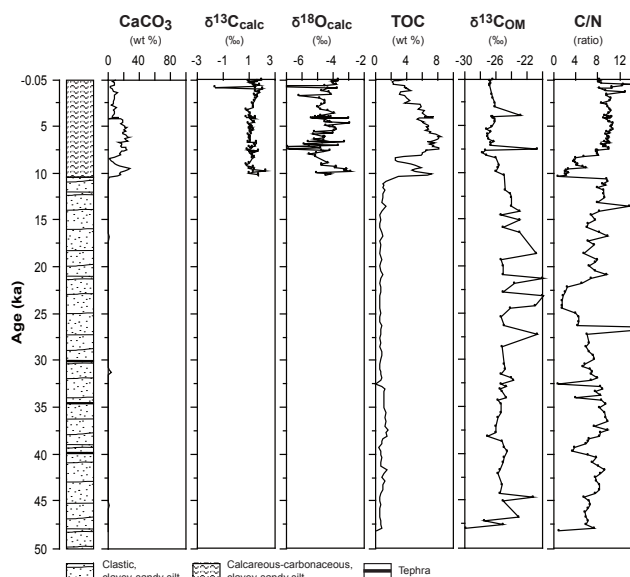 CaCO₃ δ¹³Ccalc δ¹⁸Ocalc TOC δ¹³COM C/N
(wt %) (‰) (‰) (wt %) (‰) (ratio)
0 20 40 60 80 -3 -1 1 3 -6 -4 -2 0 4 8 -30 -26 -22 4 8 12
-0.05
5
10
15
20
25
30
35
40
45
50
Age (ka)
Clastic, Calcareous-carbonaceous, Tephra
clayey-sandy silt clayey-sandy silt